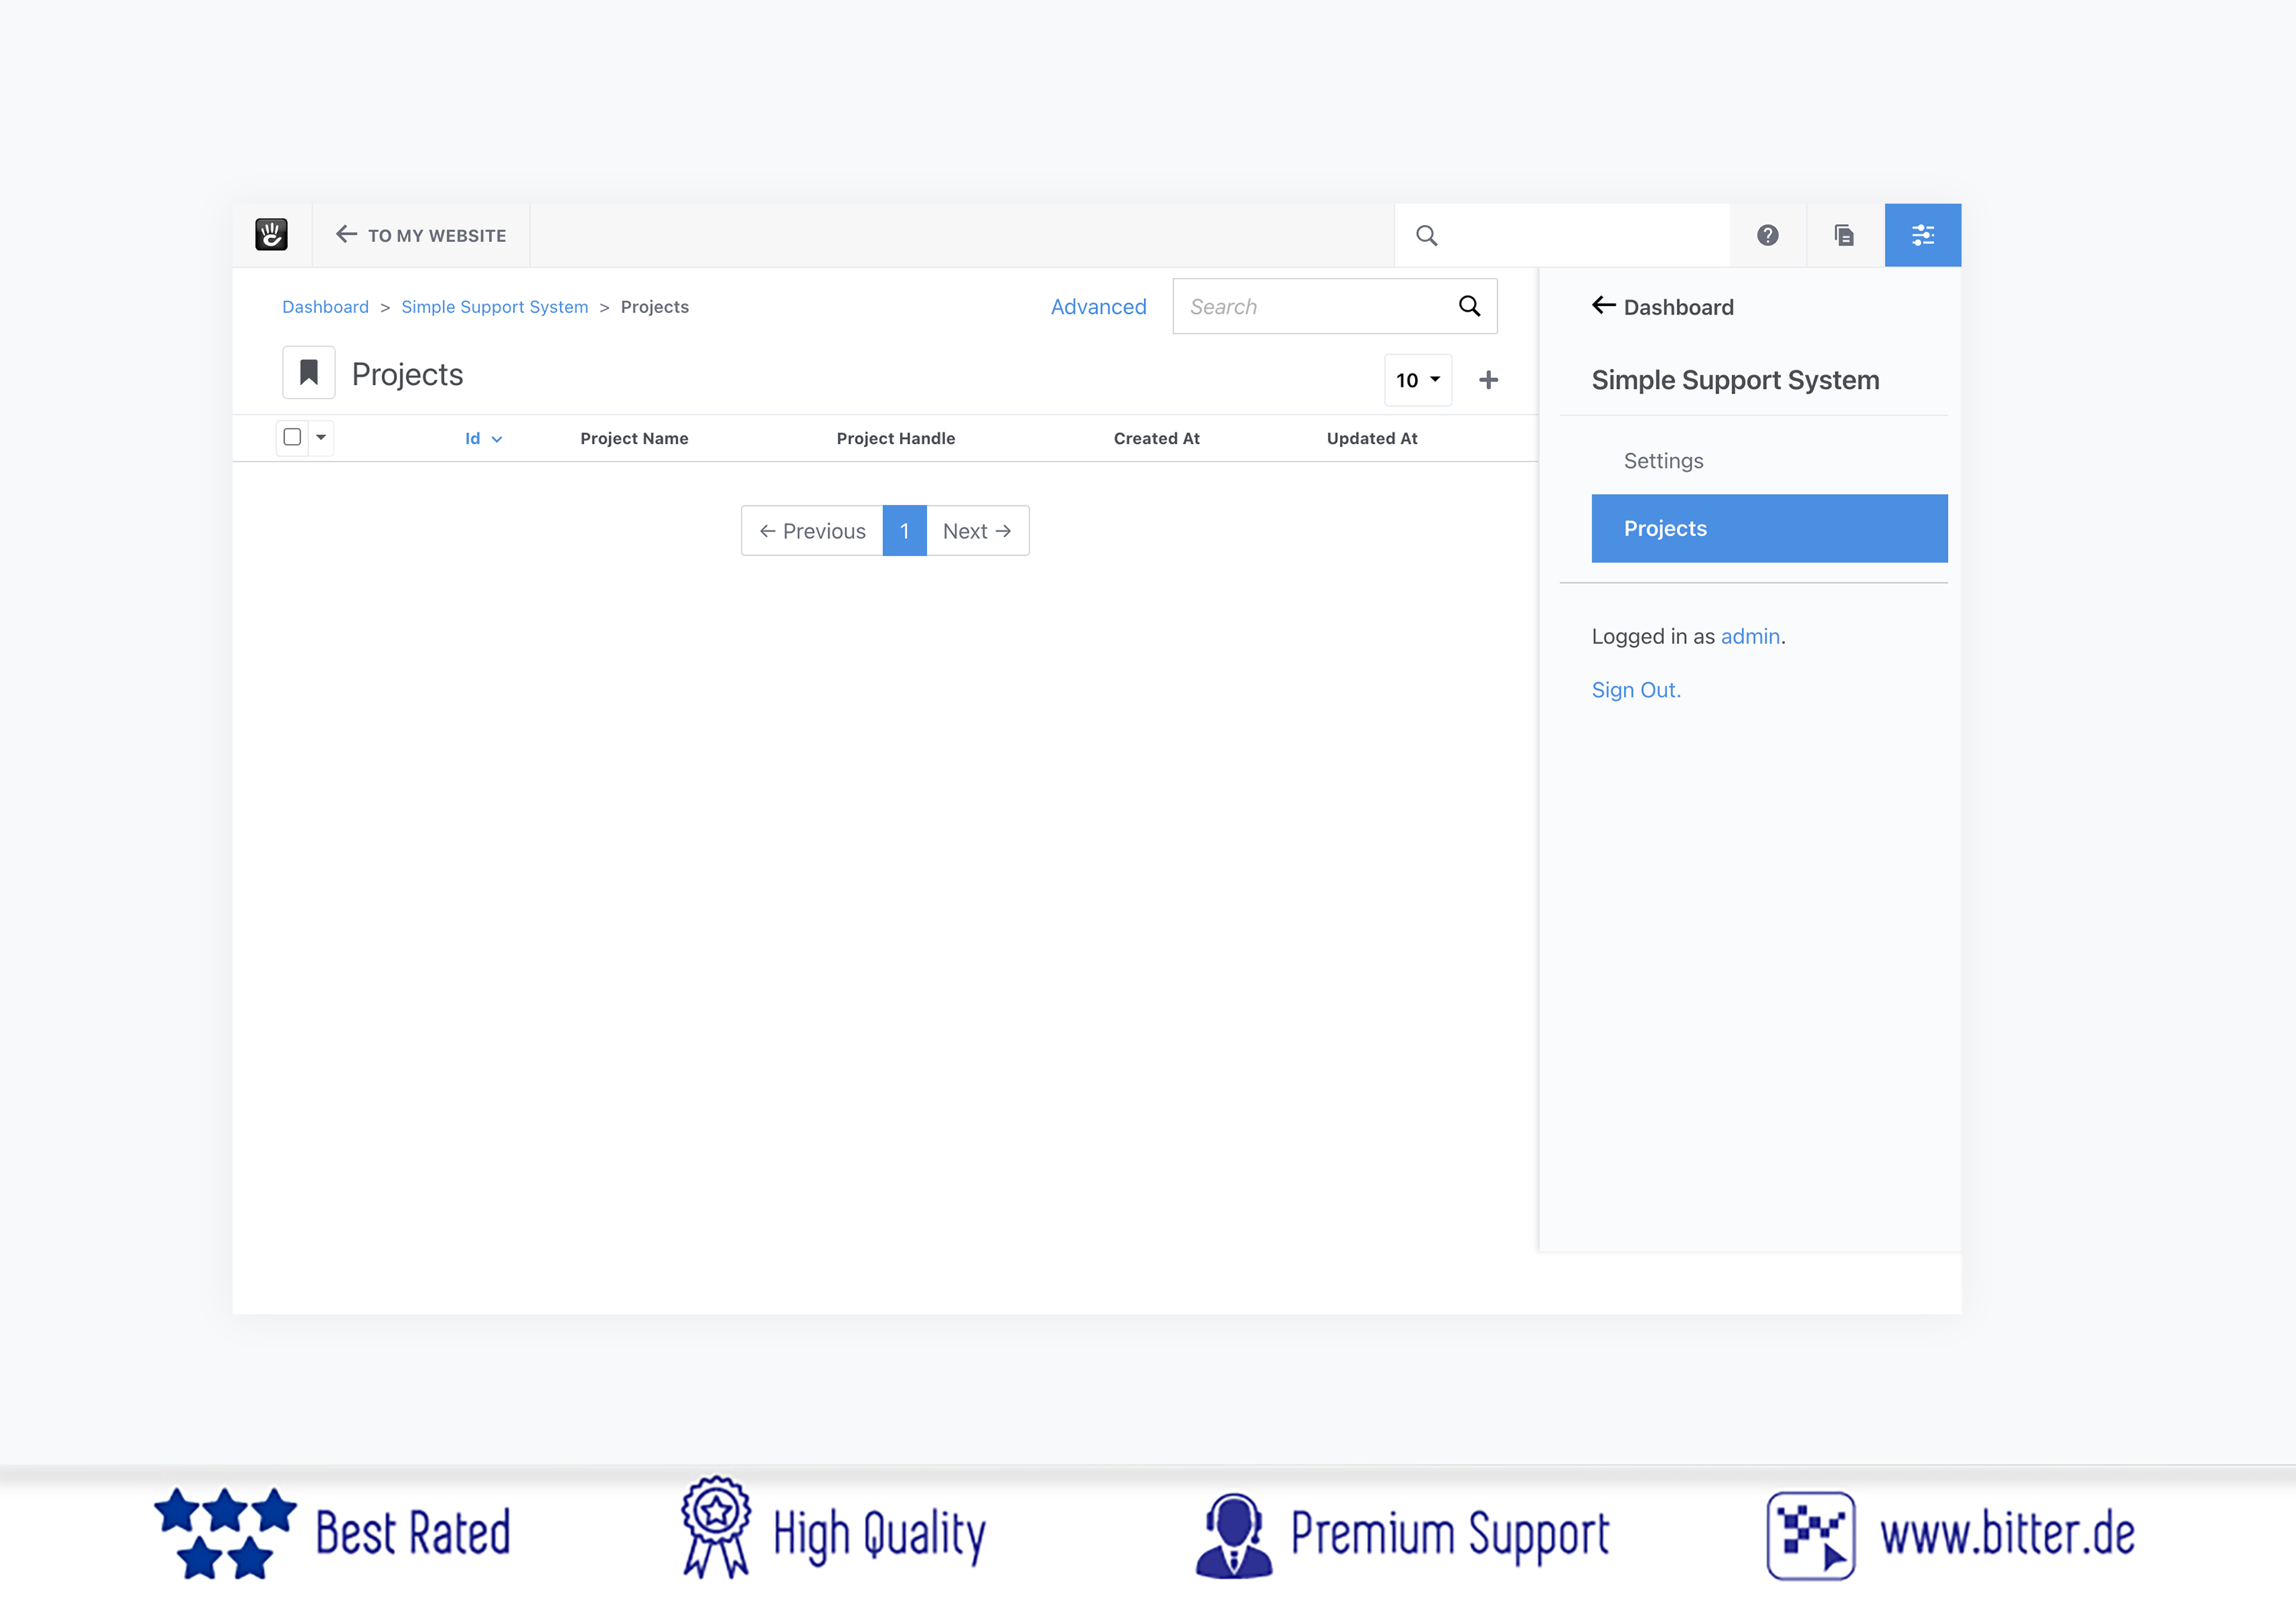 TO MY WEBSITE
Dashboard > Simple Support System > Projects
Advanced
Search
Projects
10
Id
Project Name
Project Handle
Created At
Updated At
← Previous
1
Next →
← Dashboard
Simple Support System
Settings
Projects
Logged in as admin.
Sign Out.
Best Rated
High Quality
Premium Support
www.bitter.de